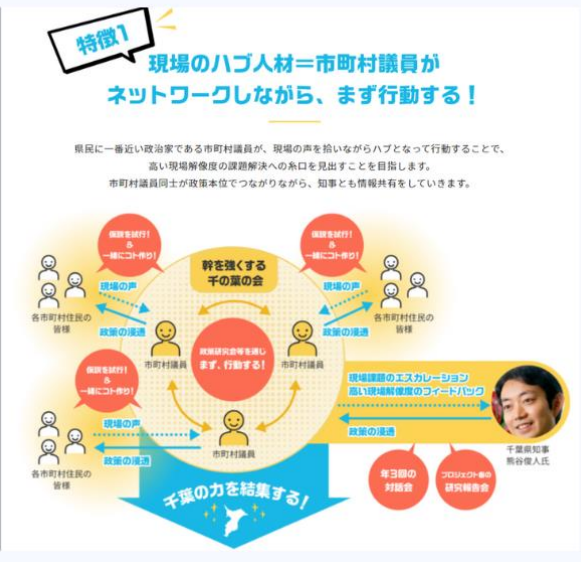 特徴1
現場のハブ人材＝市町村議員が
ネットワークしながら、まず行動する！
県民に一番近い政治家である市町村議員が、現場の声を拾いながらハブとなって行動することで、
高い現場解像度の課題解決への糸口を見出すことを目指します。
市町村議員同士が政策本位でつながりながら、知事とも情報共有をしていきます。
仮説を試行！
&
一緒にコト作り！
仮説を試行！
&
一緒にコト作り！
幹を強くする
千の葉の会
現場の声
政策の浸透
各市町村住民の
皆様
現場の声
政策の浸透
各市町村住民の
皆様
市町村議員
政策研究会等を通じ
まず、行動する！
市町村議員
仮説を試行！
&
一緒にコト作り！
現場課題のエスカレーション
高い現場解像度のフィードバック
政策の浸透
千葉県知事
熊谷俊人氏
現場の声
政策の浸透
各市町村住民の
皆様
市町村議員
年3回の
対話会
プロジェクト毎の
研究報告会
千葉の力を結集する！